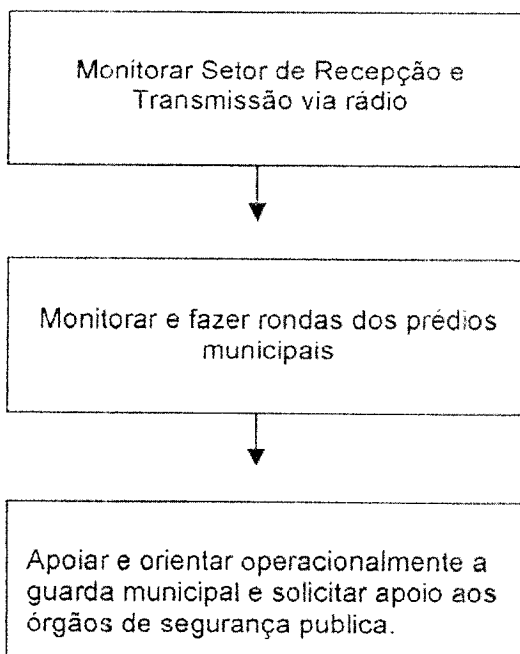 Monitorar Setor de Recepção e
Transmissão via rádio
Monitorar e fazer rondas dos prédios
municipais
Apoiar e orientar operacionalmente a
guarda municipal e solicitar apoio aos
órgãos de segurança publica.